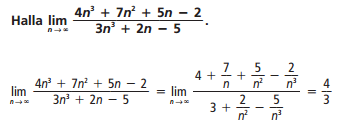 Halla lim n→∞ 4n³ + 7n² + 5n − 2 / 3n³ + 2n − 5 .
lim n→∞ 4n³ + 7n² + 5n − 2 / 3n³ + 2n − 5 = lim n→∞ 4 + 7/n + 5/n² − 2/n³ / 3 + 2/n² − 5/n³ = 4/3